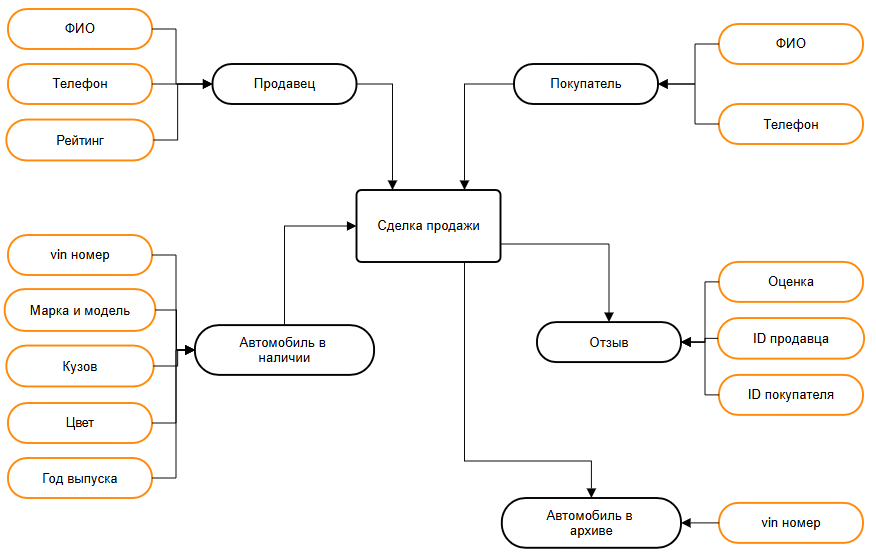 ФИО
Телефон
Рейтинг
Продавец
Покупатель
ФИО
Телефон
Сделка продажи
vin номер
Марка и модель
Кузов
Цвет
Год выпуска
Автомобиль в
наличии
Отзыв
Оценка
ID продавца
ID покупателя
Автомобиль в
архиве
vin номер